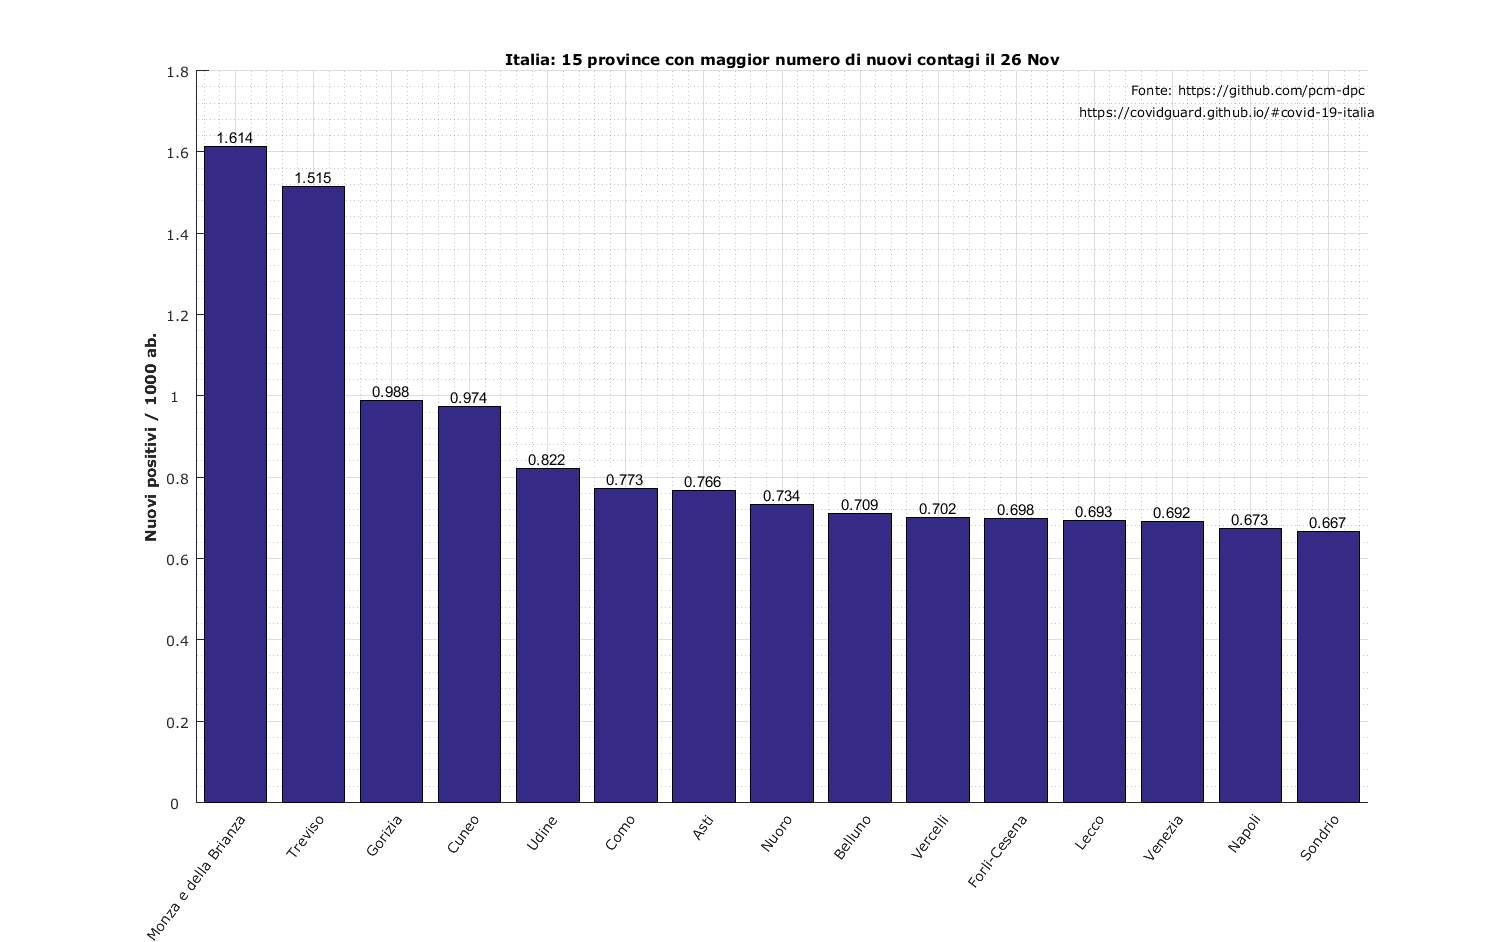 Italia: 15 province con maggior numero di nuovi contagi il 26 Nov
Fonte: https://github.com/pcm-dpc
https://covidguard.github.io/#covid-19-italia
Nuovi positivi / 1000 ab.
1.8
1.6
1.4
1.2
1
0.8
0.6
0.4
0.2
0
1.614
1.515
0.988
0.974
0.822
0.773
0.766
0.734
0.709
0.702
0.698
0.693
0.692
0.673
0.667
Monza e della Brianza
Treviso
Gorizia
Cuneo
Udine
Como
Asti
Nuoro
Belluno
Vercelli
Forlì-Cesena
Lecco
Venezia
Napoli
Sondrio